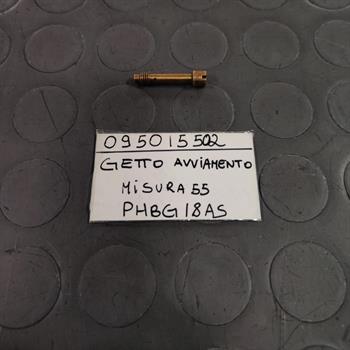 095015502
GETTO AVVIAMENTO
MISURA 55
PHBG18AS